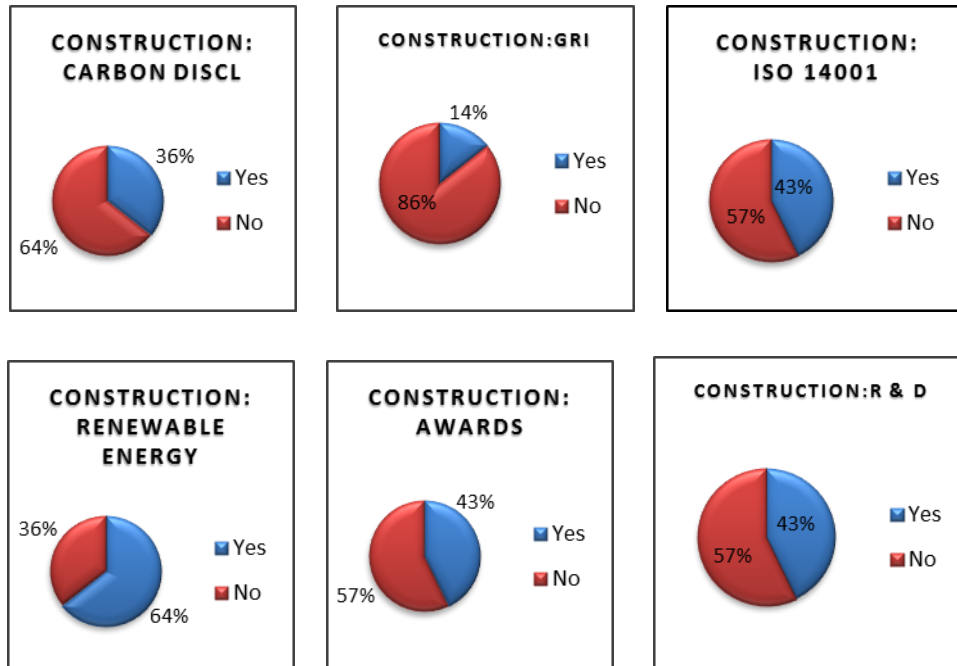 CONSTRUCTION:
CARBON DISCL
36%
64%
Yes
No
CONSTRUCTION:GRI
14%
86%
Yes
No
CONSTRUCTION:
ISO 14001
43%
57%
Yes
No
CONSTRUCTION:
RENEWABLE
ENERGY
36%
64%
Yes
No
CONSTRUCTION:
AWARDS
43%
57%
Yes
No
CONSTRUCTION:R & D
43%
57%
Yes
No